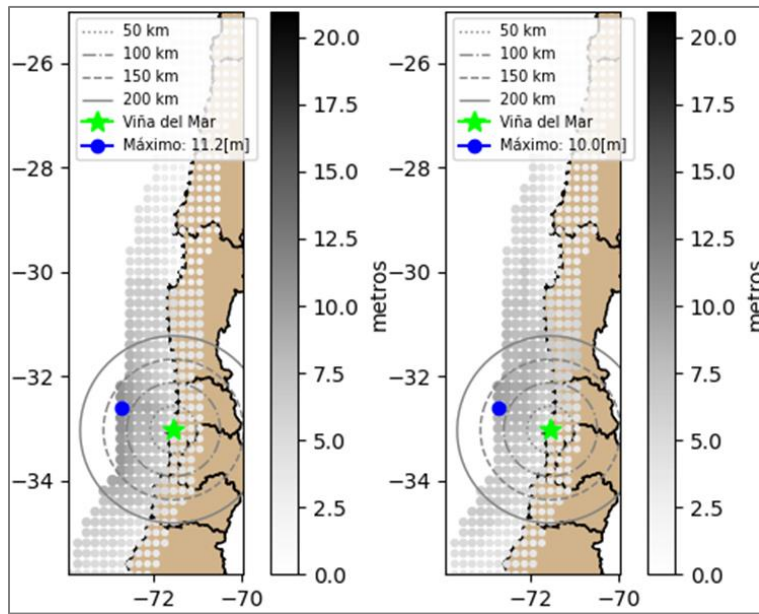 50 km
100 km
150 km
200 km
Viña del Mar
Máximo: 11.2[m]
−26
−28
−30
−32
−34
−72
−70
20.0
17.5
15.0
12.5
10.0
7.5
5.0
2.5
0.0
metros
50 km
100 km
150 km
200 km
Viña del Mar
Máximo: 10.0[m]
−26
−28
−30
−32
−34
−72
−70
20.0
17.5
15.0
12.5
10.0
7.5
5.0
2.5
0.0
metros